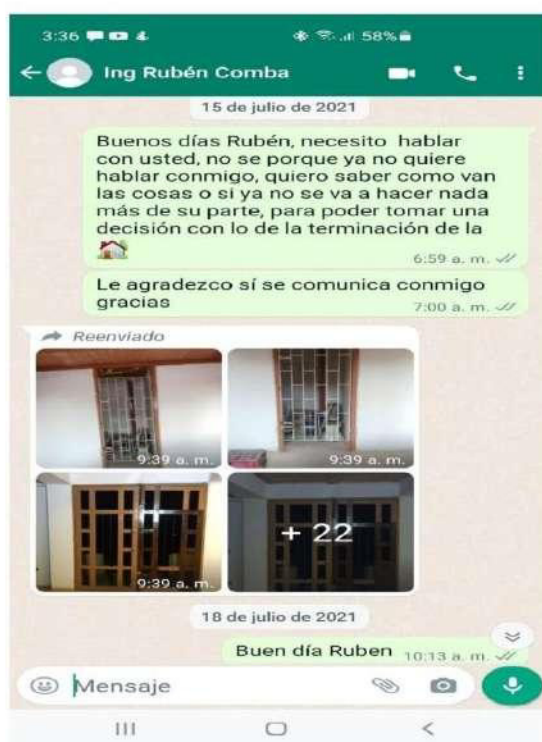 3:36 58%
Ing Rubén Comba
15 de julio de 2021
Buenos días Rubén, necesito hablar
con usted, no se porque ya no quiere
hablar conmigo, quiero saber como van
las cosas o si ya no se va a hacer nada
más de su parte, para poder tomar una
decisión con lo de la terminación de la
6:59 a. m.
Le agradezco sí se comunica conmigo
gracias 7:00 a. m.
Reenviado
9:39 a. m. 9:39 a. m.
9:39 a. m. + 22
18 de julio de 2021
Buen día Ruben 10:13 a. m.
Mensaje